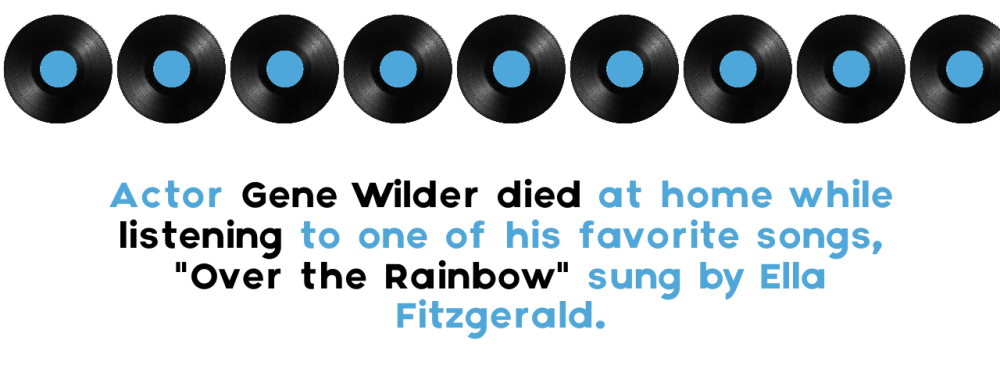 Actor Gene Wilder died at home while
listening to one of his favorite songs,
"Over the Rainbow" sung by Ella
Fitzgerald.